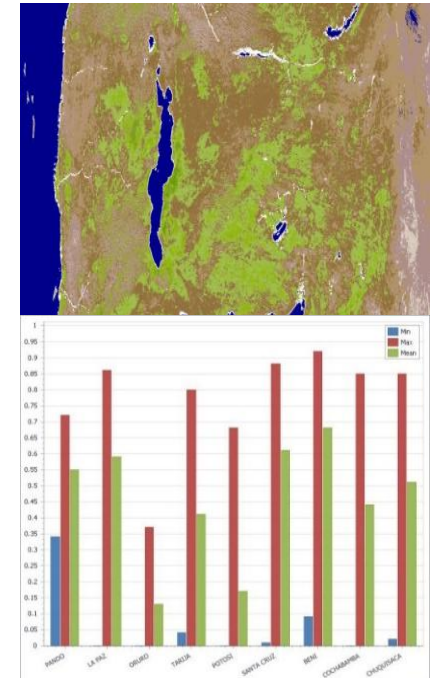 1
Min
0.95
Max
0.9
Mean
0.85
0.8
0.75
0.7
0.65
0.6
0.55
0.5
0.45
0.4
0.35
0.3
0.25
0.2
0.15
0.1
0.05
0
PANDO
LA PAZ
ORURO
TARIJA
POTOSI
SANTA CRUZ
BENI
COCHABAMBA
CHUQUISACA